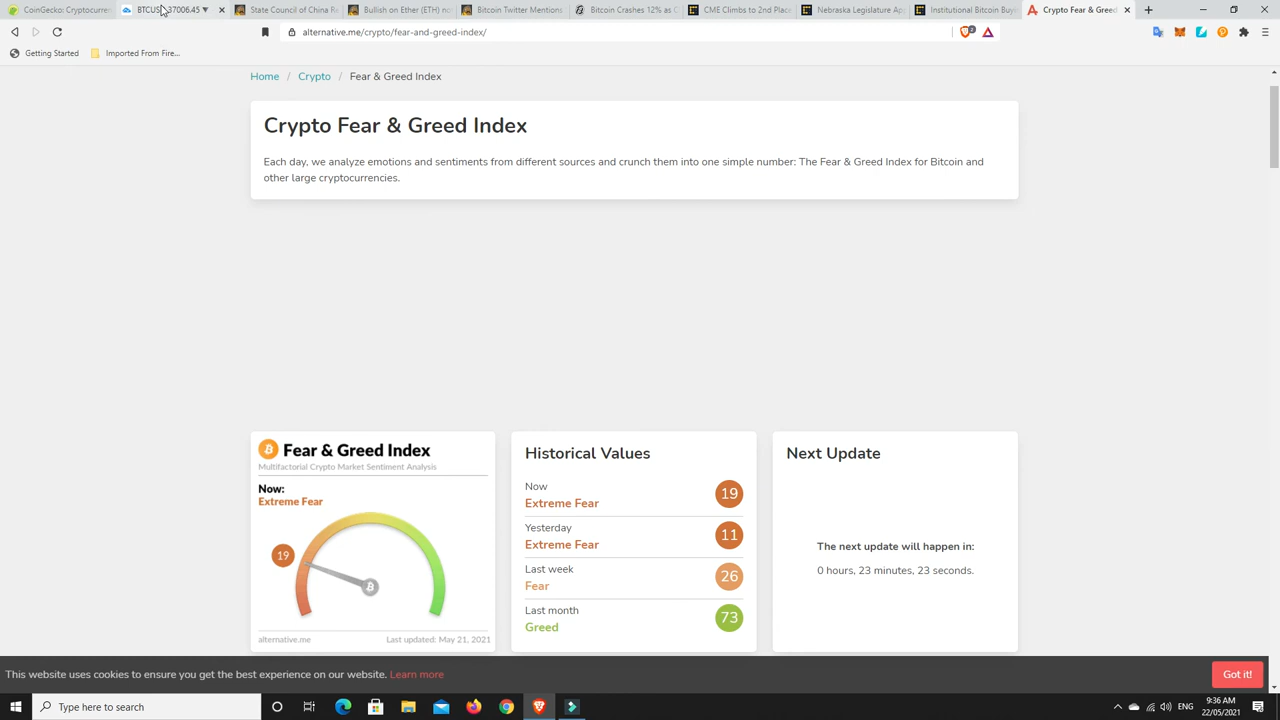 CoinGecko: Cryptocurren
BTCUS 37006.45 ▼
State Council of China Re
Bullish on Ether (ETH) no
Bitcoin Twitter Mentions
Bitcoin Crashes 12% as C
CME Climbs to 2nd Place
Nebraska Legislature Ap
Institutional Bitcoin Buye
Crypto Fear & Greed
alternative.me/crypto/fear-and-greed-index/
Getting Started
Imported From Fire...
Home / Crypto / Fear & Greed Index
Crypto Fear & Greed Index
Each day, we analyze emotions and sentiments from different sources and crunch them into one simple number: The Fear & Greed Index for Bitcoin and
other large cryptocurrencies.
Fear & Greed Index
Multifactorial Crypto Market Sentiment Analysis
Now:
Extreme Fear
19
alternative.me
Last updated: May 21, 2021
Historical Values
Now
Extreme Fear
19
Yesterday
Extreme Fear
11
Last week
Fear
26
Last month
Greed
73
Next Update
The next update will happen in:
0 hours, 23 minutes, 23 seconds.
This website uses cookies to ensure you get the best experience on our website. Learn more
Got it!
Type here to search
ENG
9:36 AM
22/05/2021